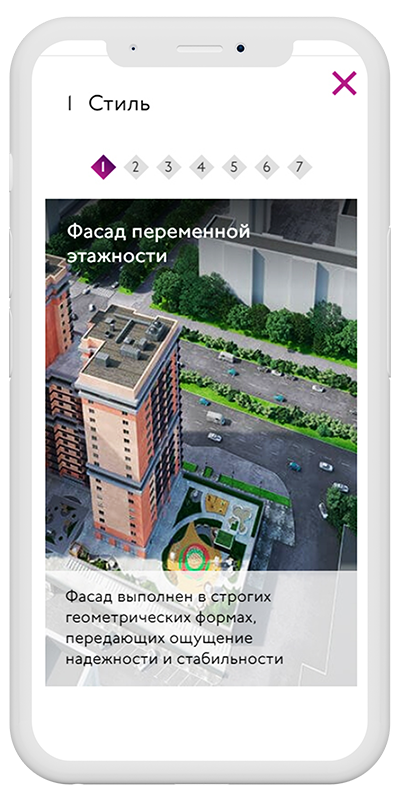 I Стиль
1 2 3 4 5 6 7
Фасад переменной
этажности
Фасад выполнен в строгих
геометрических формах,
передающих ощущение
надежности и стабильности